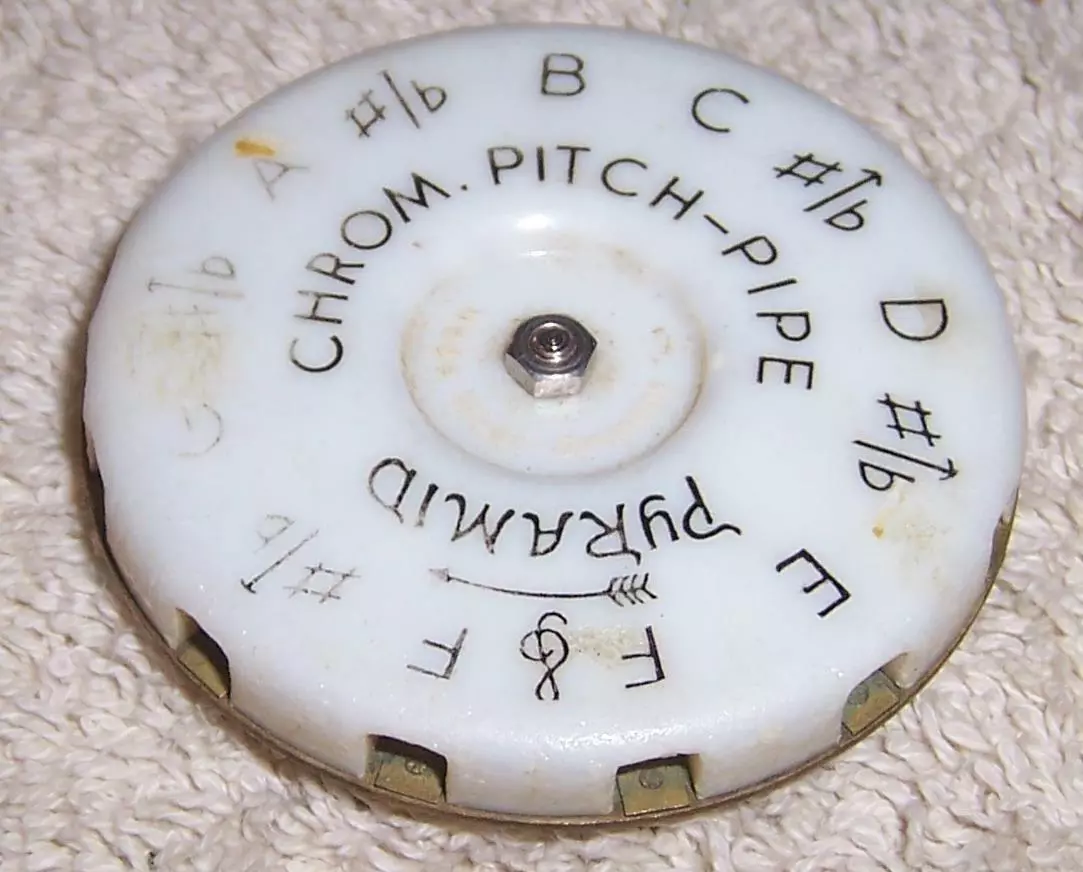 CHROM. PITCH-PIPE
PYRAMID
F
#/b
G
#/b
A
#/b
B
C
#/b
D
#/b
E
F